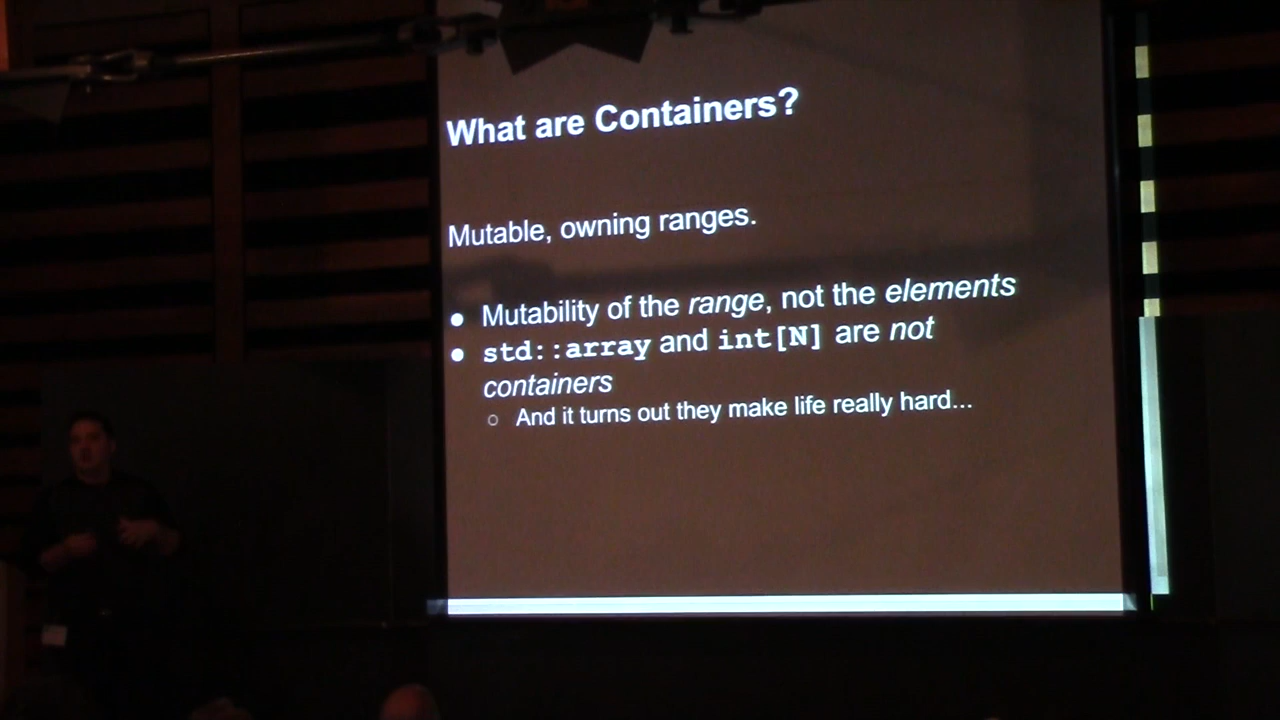 What are Containers?
Mutable, owning ranges.
● Mutability of the range, not the elements
● std::array and int[N] are not
containers
○ And it turns out they make life really hard...